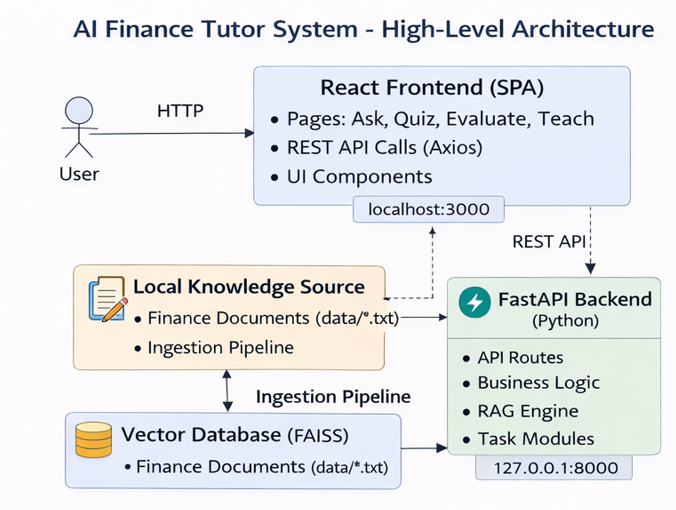 AI Finance Tutor System - High-Level Architecture
React Frontend (SPA)
• Pages: Ask, Quiz, Evaluate, Teach
• REST API Calls (Axios)
• UI Components
HTTP
User
localhost:3000
REST API
Local Knowledge Source
• Finance Documents (data/*.txt)
• Ingestion Pipeline
FastAPI Backend
(Python)
• API Routes
• Business Logic
• RAG Engine
• Task Modules
127.0.0.1:8000
Ingestion Pipeline
Vector Database (FAISS)
• Finance Documents (data/*.txt)